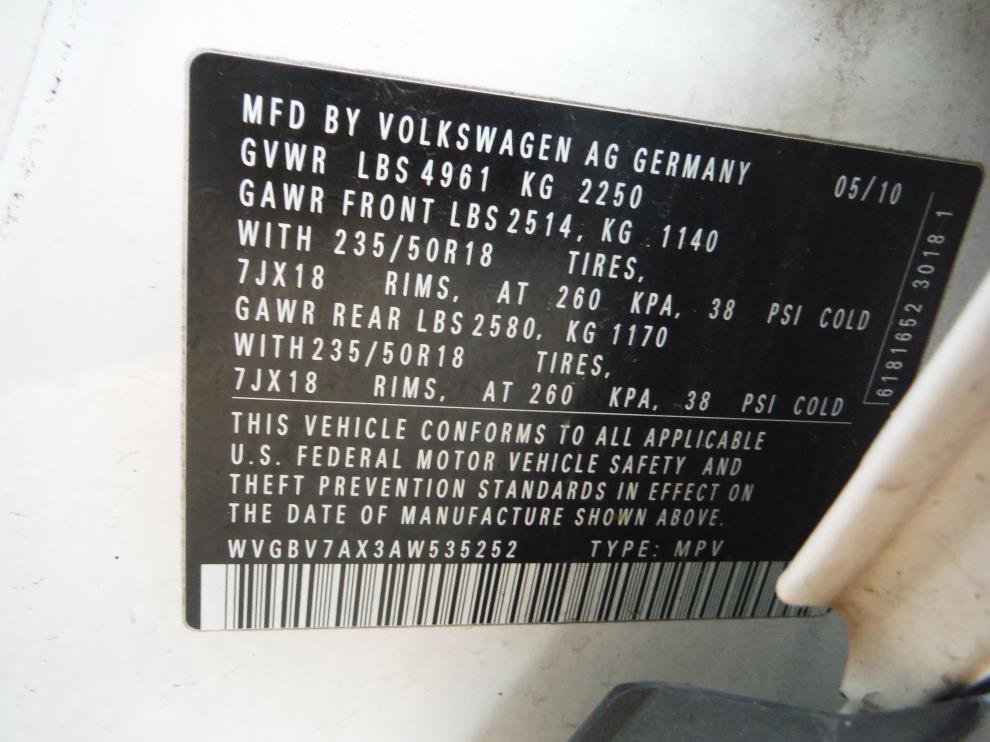 MFD BY VOLKSWAGEN AG GERMANY
GVWR LBS 4961 KG 2250 05/10
GAWR FRONT LBS 2514, KG 1140
WITH 235/50R18 TIRES,
7JX18 RIMS, AT 260 KPA, 38 PSI COLD
GAWR REAR LBS 2580, KG 1170
WITH 235/50R18 TIRES,
7JX18 RIMS, AT 260 KPA, 38 PSI COLD
THIS VEHICLE CONFORMS TO ALL APPLICABLE
U.S. FEDERAL MOTOR VEHICLE SAFETY AND
THEFT PREVENTION STANDARDS IN EFFECT ON
THE DATE OF MANUFACTURE SHOWN ABOVE.
WVGBV7AX3AW535252 TYPE: MPV
6181652 3018 1